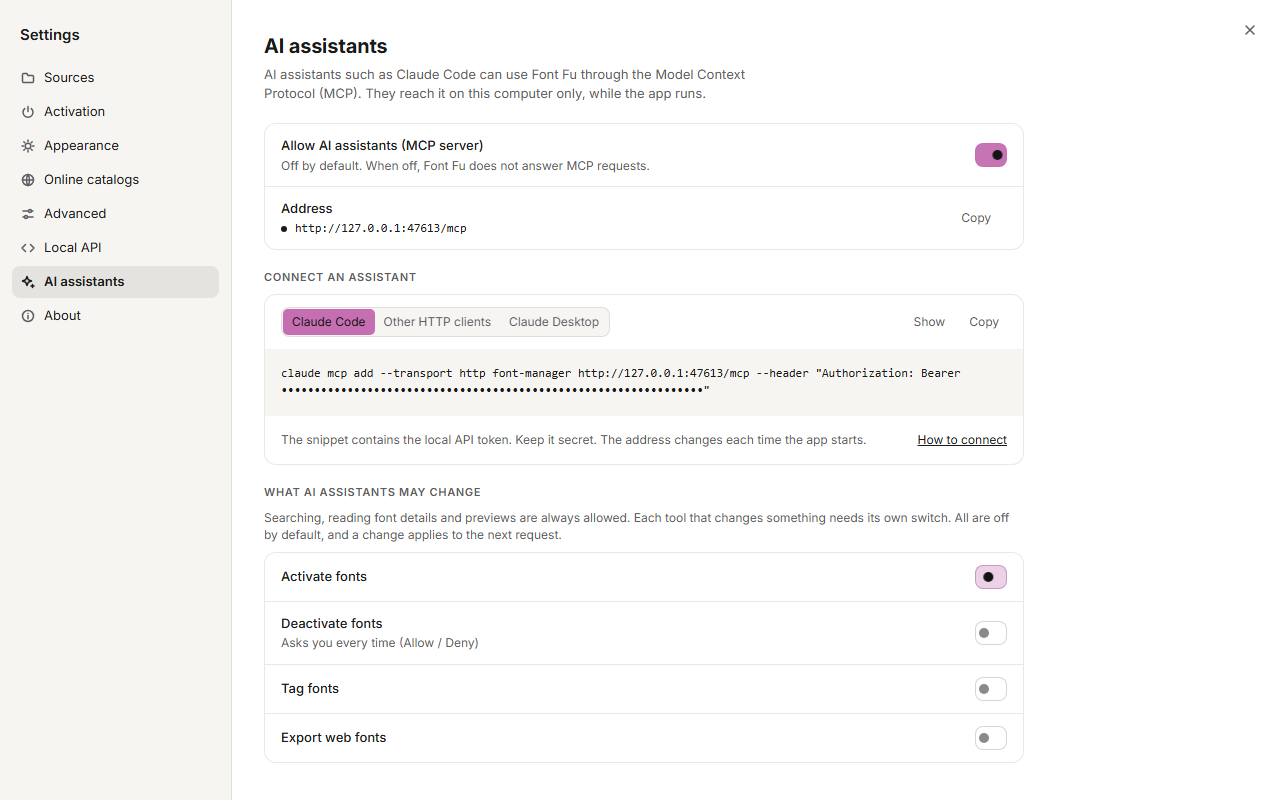 Settings
Sources
Activation
Appearance
Online catalogs
Advanced
Local API
AI assistants
About
AI assistants
AI assistants such as Claude Code can use Font Fu through the Model Context
Protocol (MCP). They reach it on this computer only, while the app runs.
Allow AI assistants (MCP server)
Off by default. When off, Font Fu does not answer MCP requests.
Address
http://127.0.0.1:47613/mcp
Copy
CONNECT AN ASSISTANT
Claude Code Other HTTP clients Claude Desktop Show Copy
claude mcp add --transport http font-manager http://127.0.0.1:47613/mcp --header "Authorization: Bearer
••••••••••••••••••••••••••••••••••••••••••••••••••••••••••••••••"
The snippet contains the local API token. Keep it secret. The address changes each time the app starts. How to connect
WHAT AI ASSISTANTS MAY CHANGE
Searching, reading font details and previews are always allowed. Each tool that changes something needs its own switch. All are off
by default, and a change applies to the next request.
Activate fonts
Deactivate fonts
Asks you every time (Allow / Deny)
Tag fonts
Export web fonts